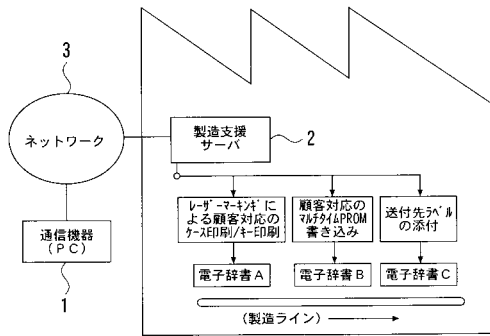 3
ネットワーク
製造支援
サーバ
2
レーザーマーキングに
よる顧客対応の
ケース印刷/キー印刷
顧客対応の
マルチタイムPROM
書き込み
送付先ラベル
の添付
通信機器
(PC)
1
電子辞書A
電子辞書B
電子辞書C
(製造ライン)